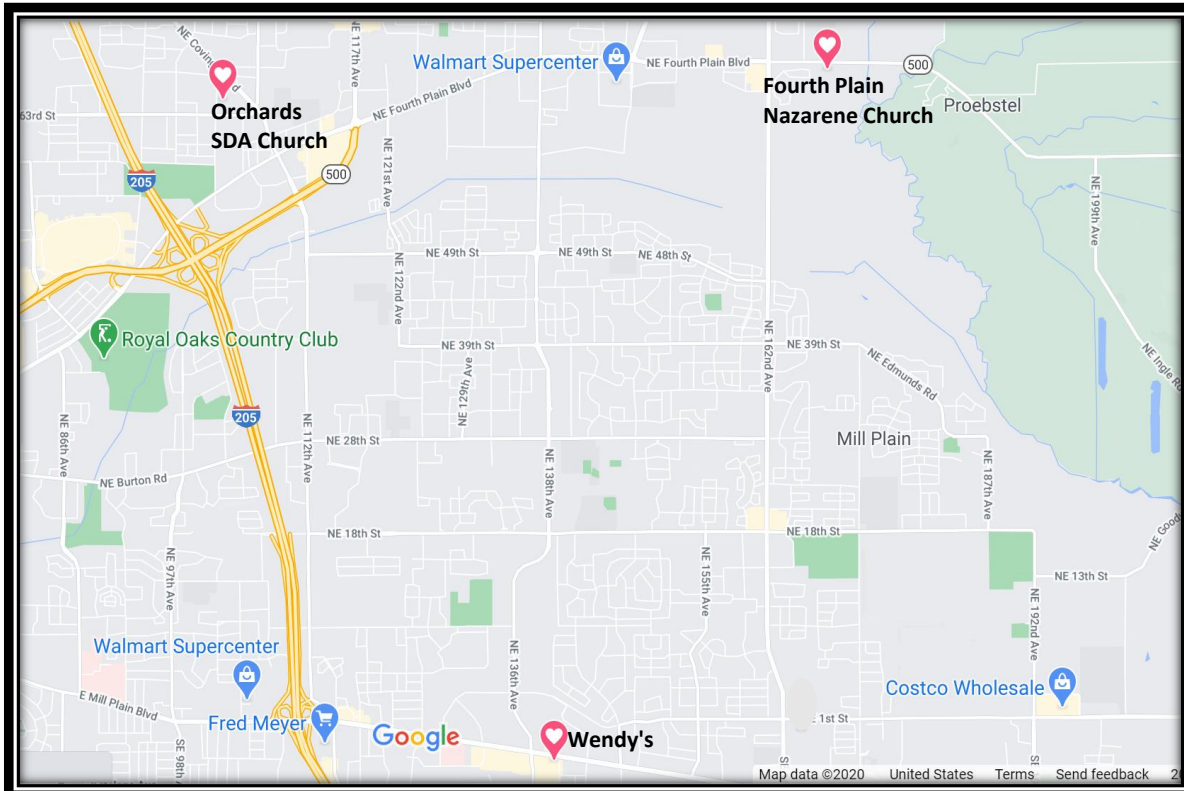 NE Covin
NE 117th Ave
Walmart Supercenter
NE Fourth Plain Blvd
500
Fourth Plain
Nazarene Church
Proebstel
Orchards
SDA Church
63rd St
NE Fourth Plain Blvd
205
500
NE 121st Ave
NE 199th Ave
NE 49th St
NE 49th St
NE 48th St
NE 122nd Ave
Royal Oaks Country Club
NE 39th St
NE 162nd Ave
NE 39th St
NE Edmunds Rd
NE Ingle
NE 129th Ave
205
NE 86th Ave
NE 112th Ave
NE 28th St
Mill Plain
NE Burton Rd
NE 138th Ave
NE 187th Ave
NE 18th St
NE 18th St
NE Good
NE 97th Ave
NE 155th Ave
NE 13th St
NE 192nd Ave
Walmart Supercenter
NE 136th Ave
E Mill Plain Blvd
Costco Wholesale
Fred Meyer
SE 98th
Google
Wendy's
E 1st St
Map data ©2020 United States Terms Send feedback 2